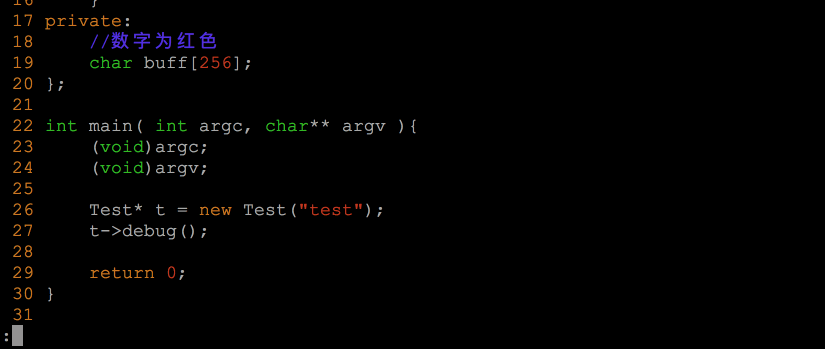 16     }
17 private:
18     //数字为红色
19     char buff[256];
20 };
21
22 int main( int argc, char** argv ){
23     (void)argc;
24     (void)argv;
25
26     Test* t = new Test("test");
27     t->debug();
28
29     return 0;
30 }
31
: